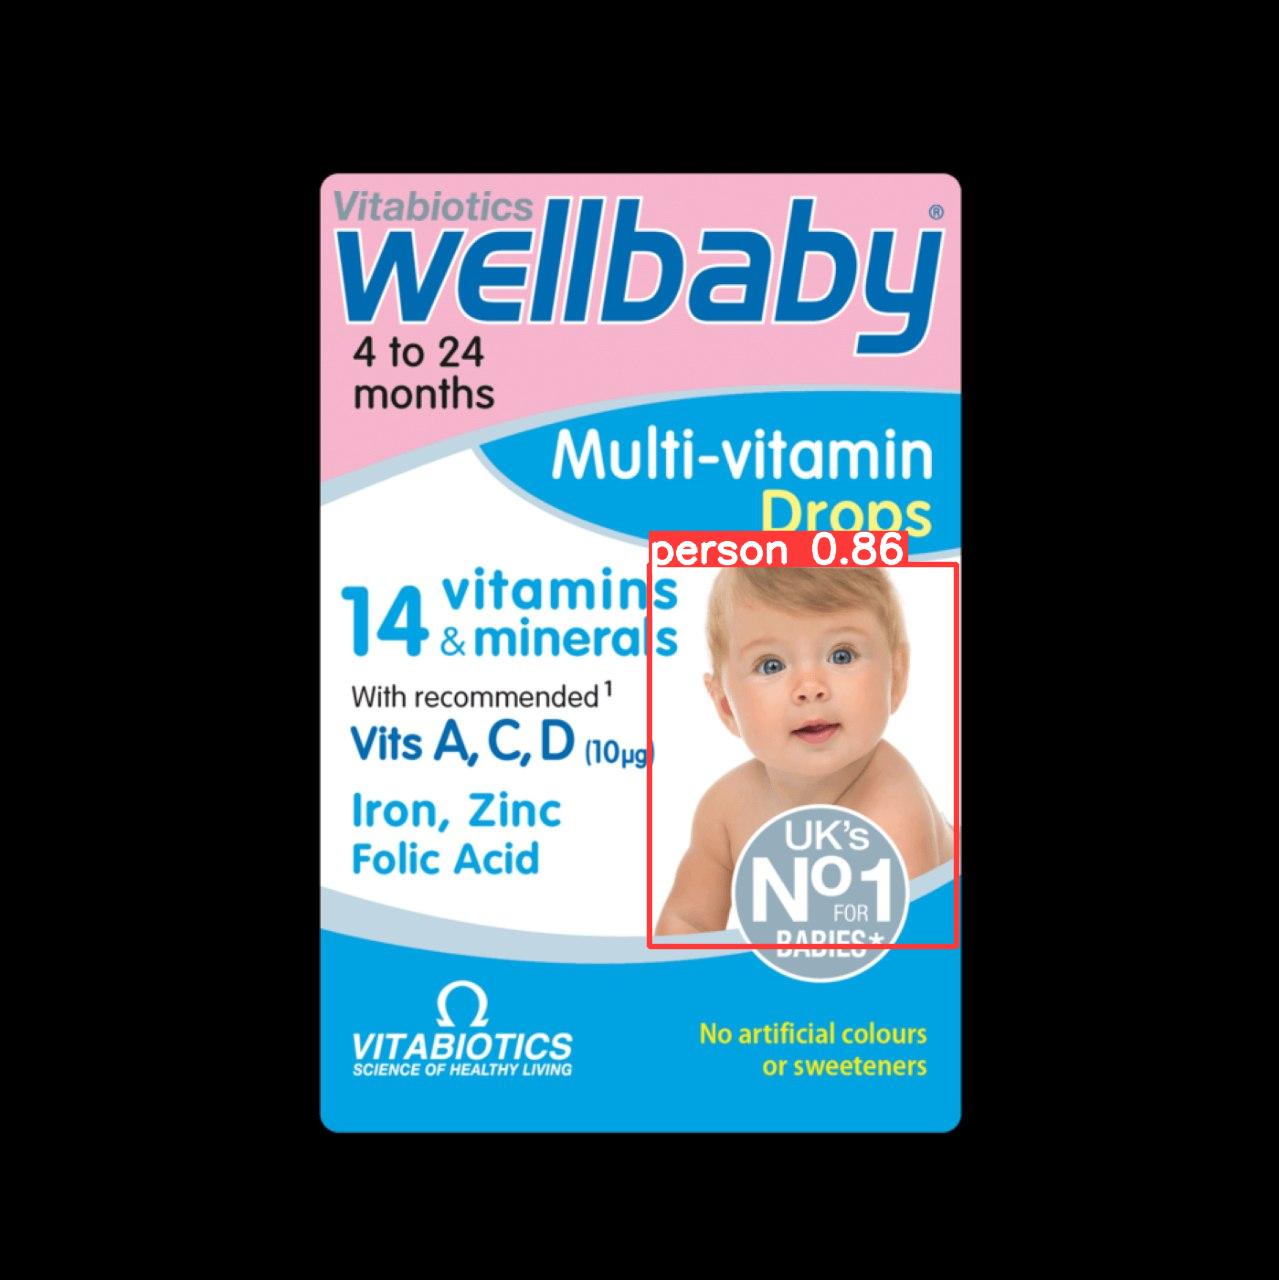 Vitabiotics
wellbaby®
4 to 24
months
Multi-vitamin
Drops
person 0.86
14 vitamins
& minerals
With recommended¹
Vits A, C, D (10µg)
Iron, Zinc
Folic Acid
UK's
No1
FOR
BABIES*
VITABIOTICS
SCIENCE OF HEALTHY LIVING
No artificial colours
or sweeteners